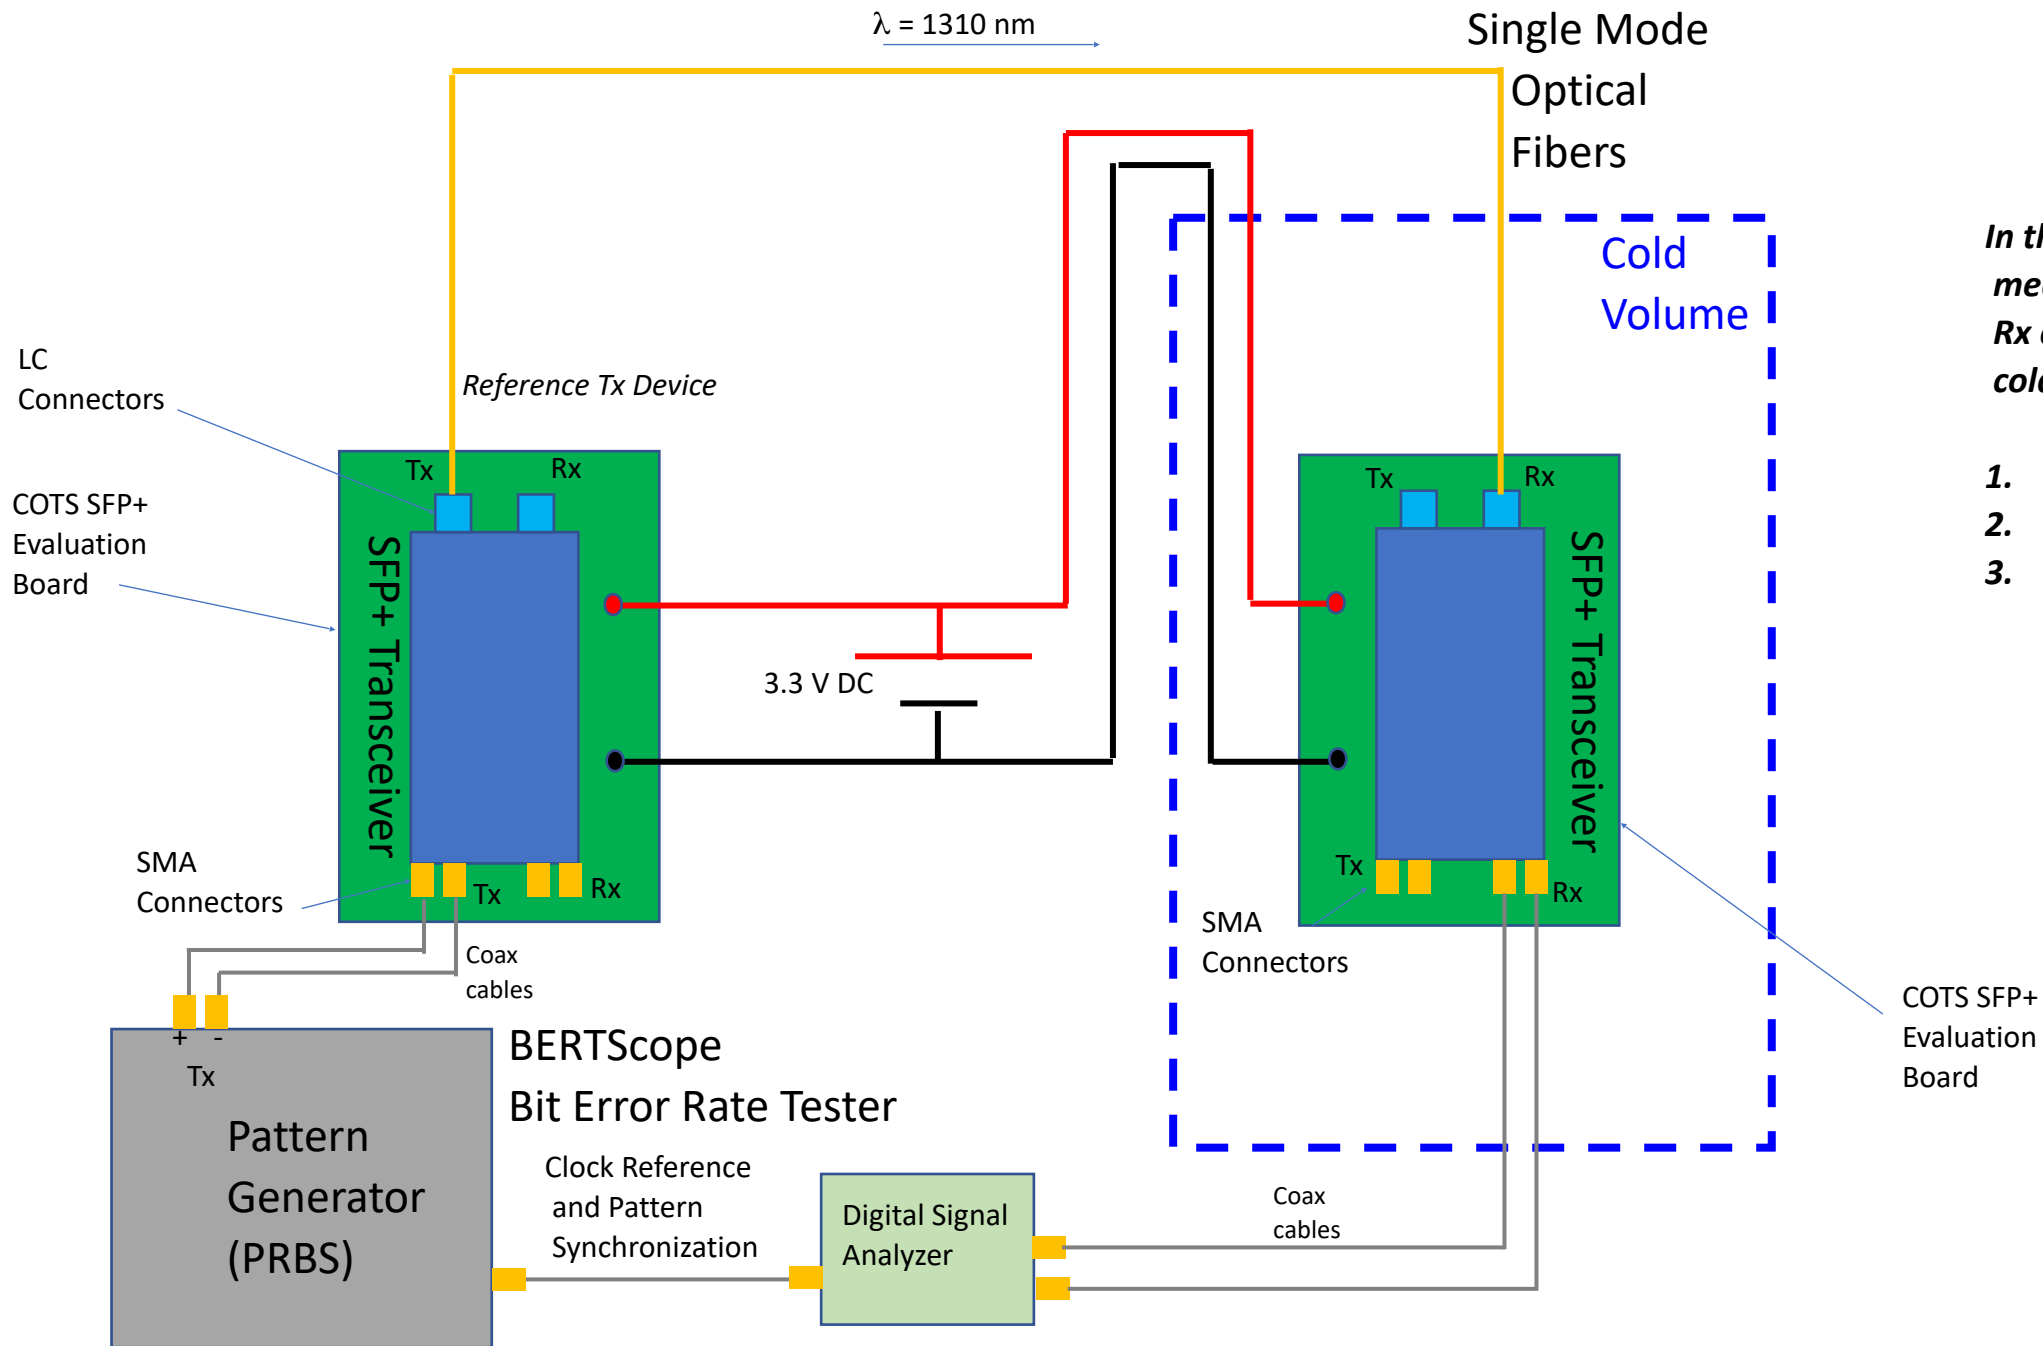 λ = 1310 nm
Single Mode
Optical
Fibers
Cold
Volume
In th
Rx
1.
2.
3.
LC
Connectors
Reference Tx Device
COTS SFP+
Evaluation
Board
Tx
Rx
SFP+ Transceiver
3.3 V DC
Tx
Rx
SFP+ Transceiver
SMA
Connectors
Tx
Rx
Coax
cables
Tx
Rx
SMA
Connectors
COTS SFP+
Evaluation
Board
+ -
Tx
Pattern
Generator
(PRBS)
BERTScope
Bit Error Rate Tester
Clock Reference
and Pattern
Synchronization
Digital Signal
Analyzer
Coax
cables